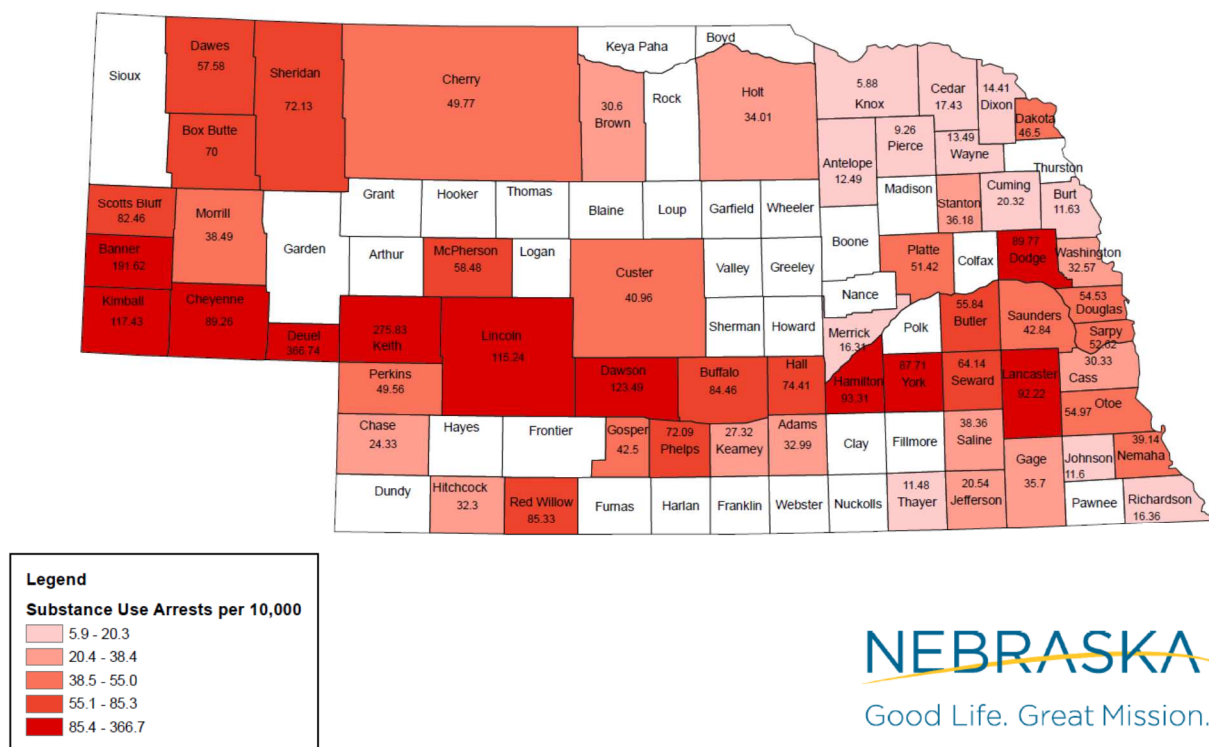 Sioux
Dawes
57.58
Sheridan
72.13
Box Butte
70
Cherry
49.77
Keya Paha
Boyd
30.6
Brown
Rock
Holt
34.01
5.88
Knox
Cedar
17.43
14.41
Dixon
Dakota
46.5
9.26
Pierce
13.49
Wayne
Thurston
Antelope
12.49
Madison
Stanton
36.18
Cuming
20.32
Burt
11.63
Scotts Bluff
82.46
Morrill
38.49
Garden
Grant
Hooker
Thomas
Blaine
Loup
Garfield
Wheeler
Boone
Banner
191.62
Arthur
McPherson
58.48
Logan
Custer
40.96
Valley
Greeley
Platte
51.42
Colfax
89.77
Dodge
Washington
32.57
Kimball
117.43
Cheyenne
89.26
Deuel
366.74
275.83
Keith
Lincoln
115.24
Sherman
Howard
Nance
Merrick
16.31
Polk
55.84
Butler
Saunders
42.84
54.53
Douglas
Sarpy
52.62
Perkins
49.56
Dawson
123.49
Buffalo
84.46
Hall
74.41
Hamilton
93.31
87.71
York
64.14
Seward
Lancaster
92.22
30.33
Cass
Otoe
54.97
Chase
24.33
Hayes
Frontier
Gosper
42.5
72.09
Phelps
27.32
Kearney
Adams
32.99
Clay
Fillmore
38.36
Saline
Gage
35.7
Johnson
11.6
39.14
Nemaha
Dundy
Hitchcock
32.3
Red Willow
85.33
Furnas
Harlan
Franklin
Webster
Nuckolls
11.48
Thayer
20.54
Jefferson
Pawnee
Richardson
16.36
Legend
Substance Use Arrests per 10,000
5.9 - 20.3
20.4 - 38.4
38.5 - 55.0
55.1 - 85.3
85.4 - 366.7
NEBRASKA
Good Life. Great Mission.